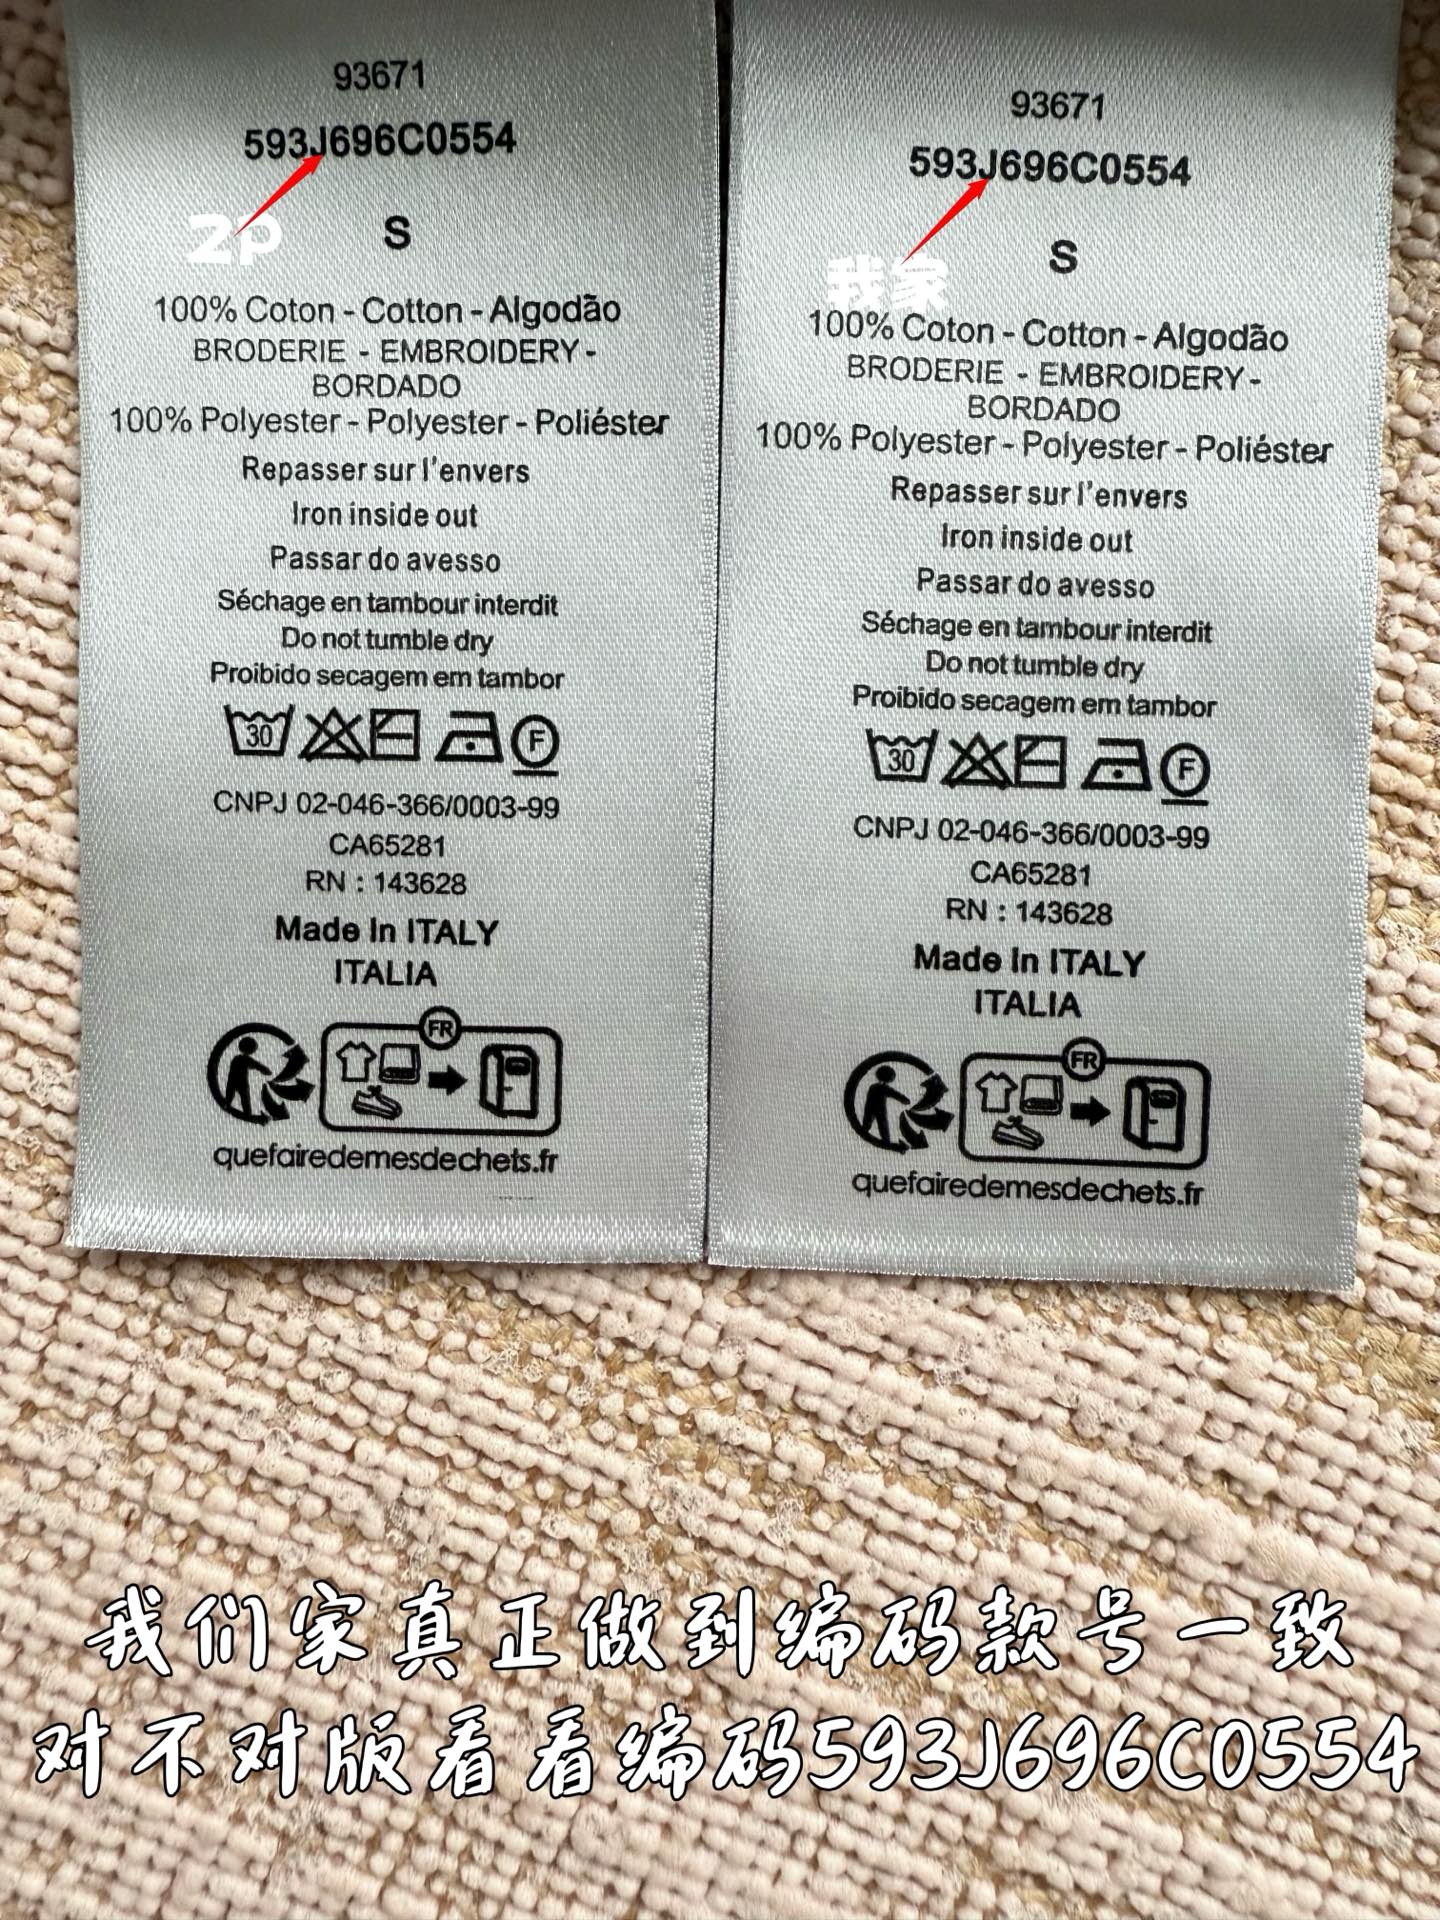 93671
593J696C0554
2P
S
100% Coton - Cotton - Algodão
BRODERIE - EMBROIDERY -
BORDADO
100% Polyester - Polyester - Poliéster
Repasser sur l'envers
Iron inside out
Passar do avesso
Séchage en tambour interdit
Do not tumble dry
Proibido secagem em tambor
30
F
CNPJ 02-046-366/0003-99
CA65281
RN : 143628
Made In ITALY
ITALIA
FR
quefairedemesdechets.fr
93671
593J696C0554
我家
S
100% Coton - Cotton - Algodão
BRODERIE - EMBROIDERY -
BORDADO
100% Polyester - Polyester - Poliéster
Repasser sur l'envers
Iron inside out
Passar do avesso
Séchage en tambour interdit
Do not tumble dry
Proibido secagem em tambor
30
F
CNPJ 02-046-366/0003-99
CA65281
RN : 143628
Made In ITALY
ITALIA
FR
quefairedemesdechets.fr
我们家真正做到编码款号一致
对不对版看看编码593J696C0554